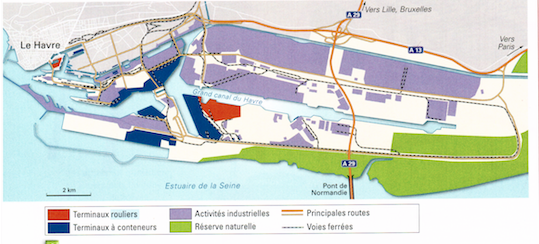 A 29
Vers Lille, Bruxelles
Le Havre
A 13
Vers
Paris
Grand canal du Havre
A 29
2 km
Estuaire de la Seine
Pont de
Normandie
Terminaux rouliers
Activités industrielles
Principales routes
Terminaux à conteneurs
Réserve naturelle
Voies ferrées